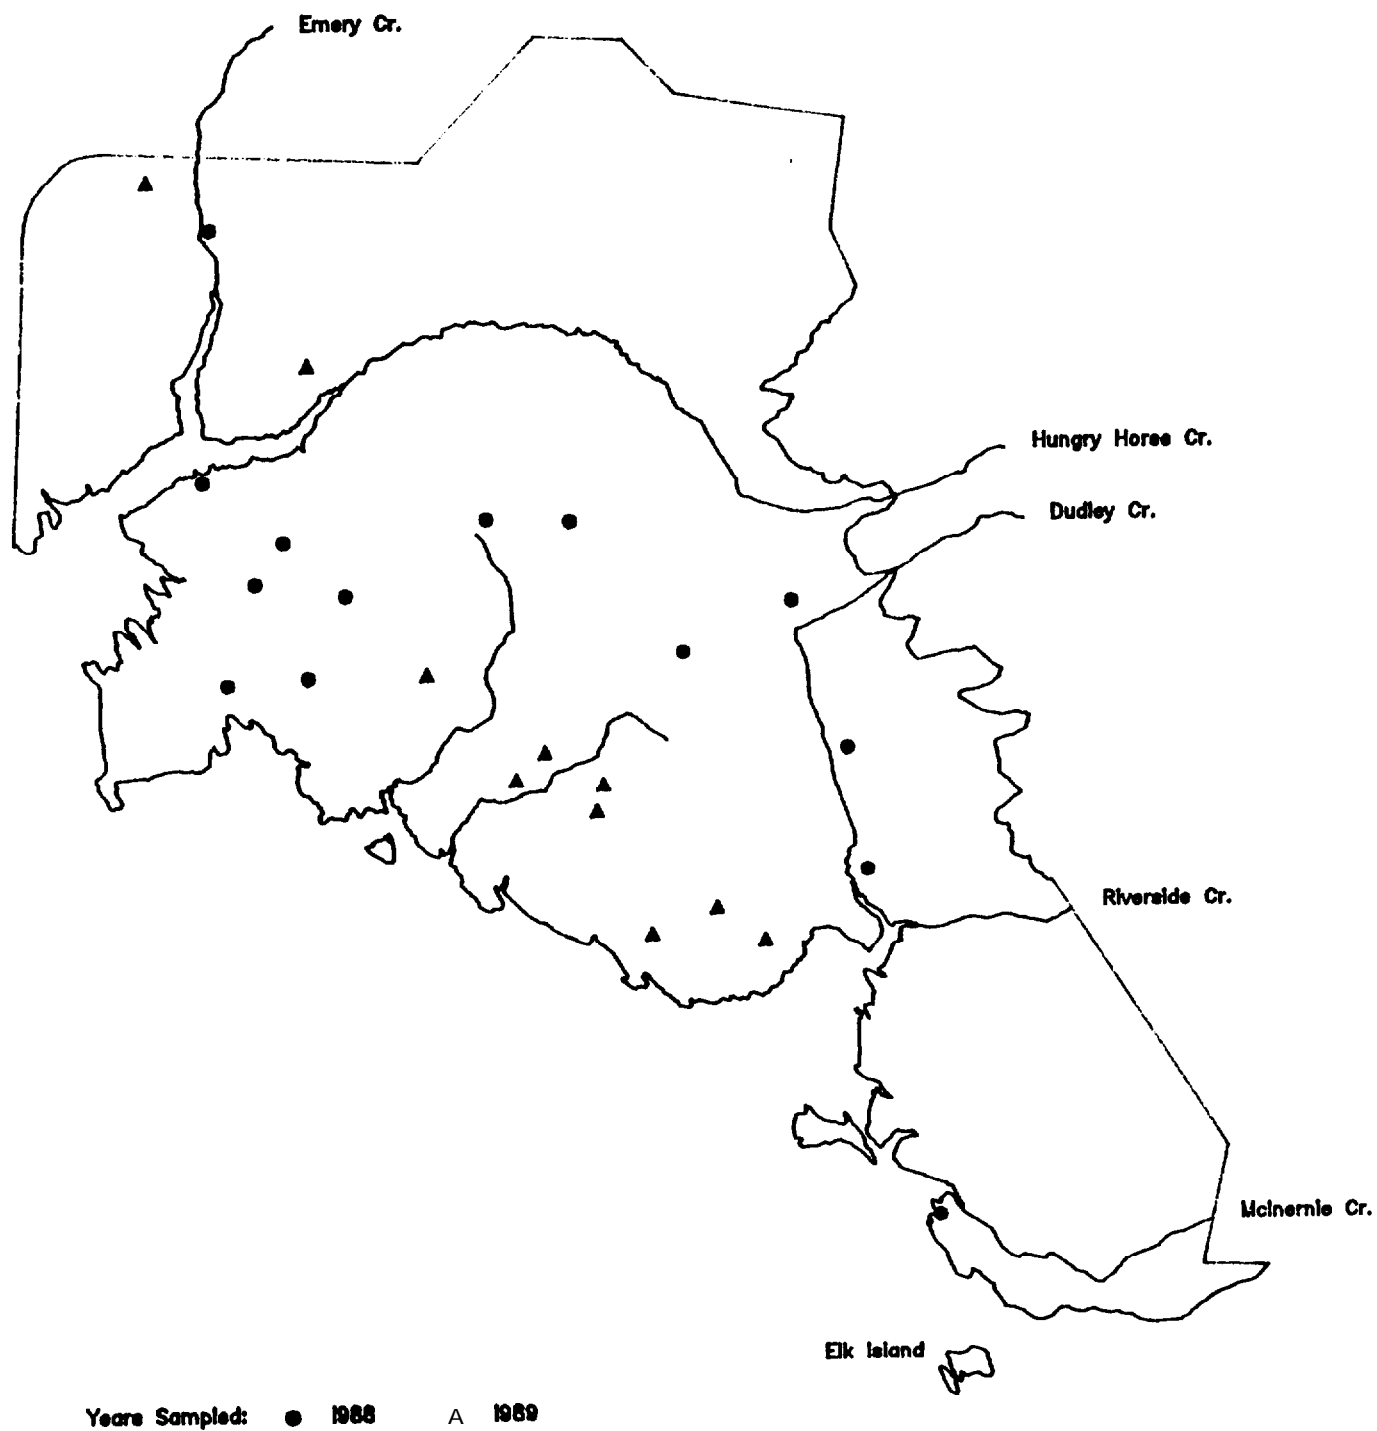 Emery Cr.
Hungry Horse Cr.
Dudley Cr.
Riverside Cr.
McInernie Cr.
Elk Island
Years Sampled: 1988 A 1989